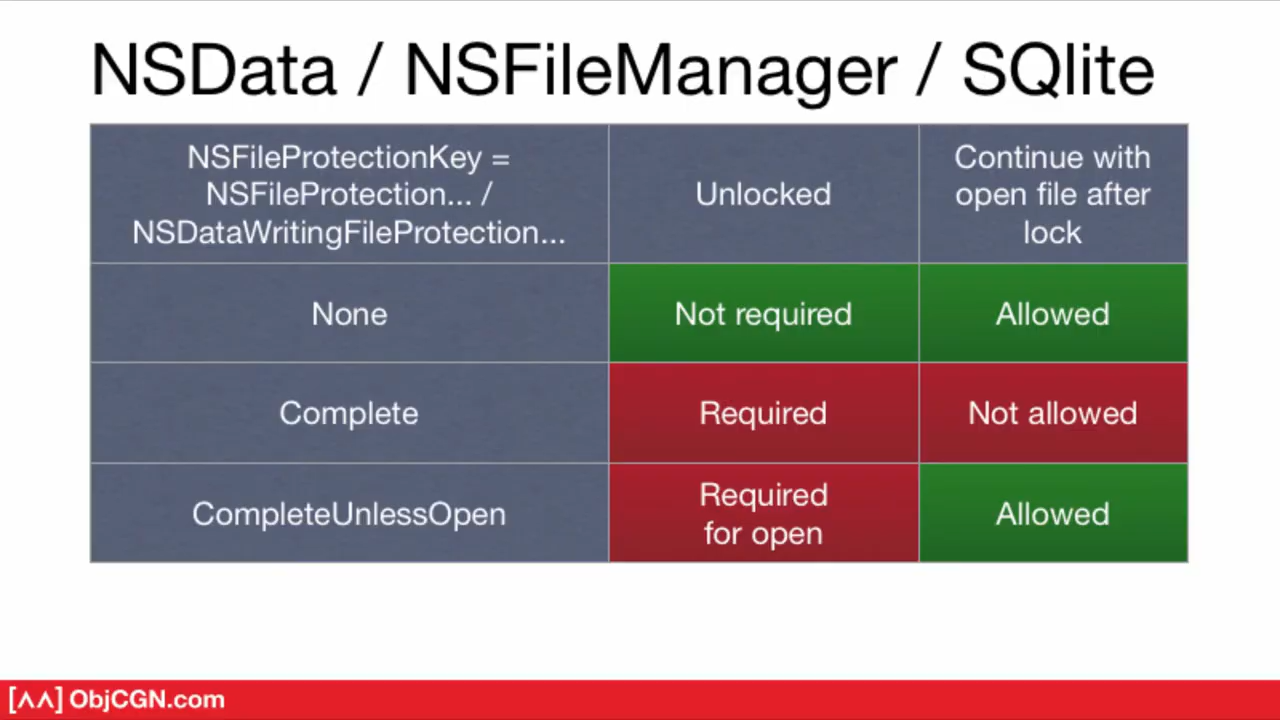 NSData / NSFileManager / SQlite
NSFileProtectionKey =
NSFileProtection... /
NSDataWritingFileProtection...
Unlocked
Continue with
open file after
lock
None
Not required
Allowed
Complete
Required
Not allowed
CompleteUnlessOpen
Required
for open
Allowed
[ʌʌ] ObjCGN.com